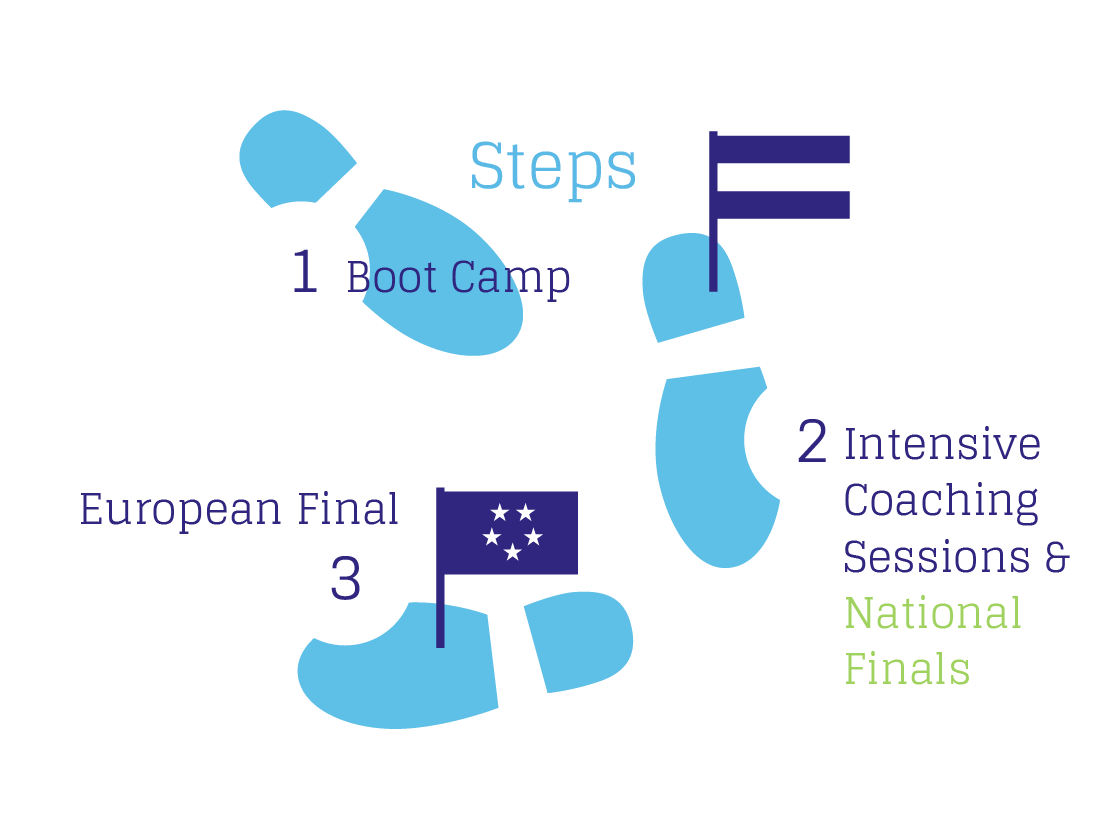 Steps
1 Boot Camp
2 Intensive
Coaching
Sessions &
National
Finals
European Final
3